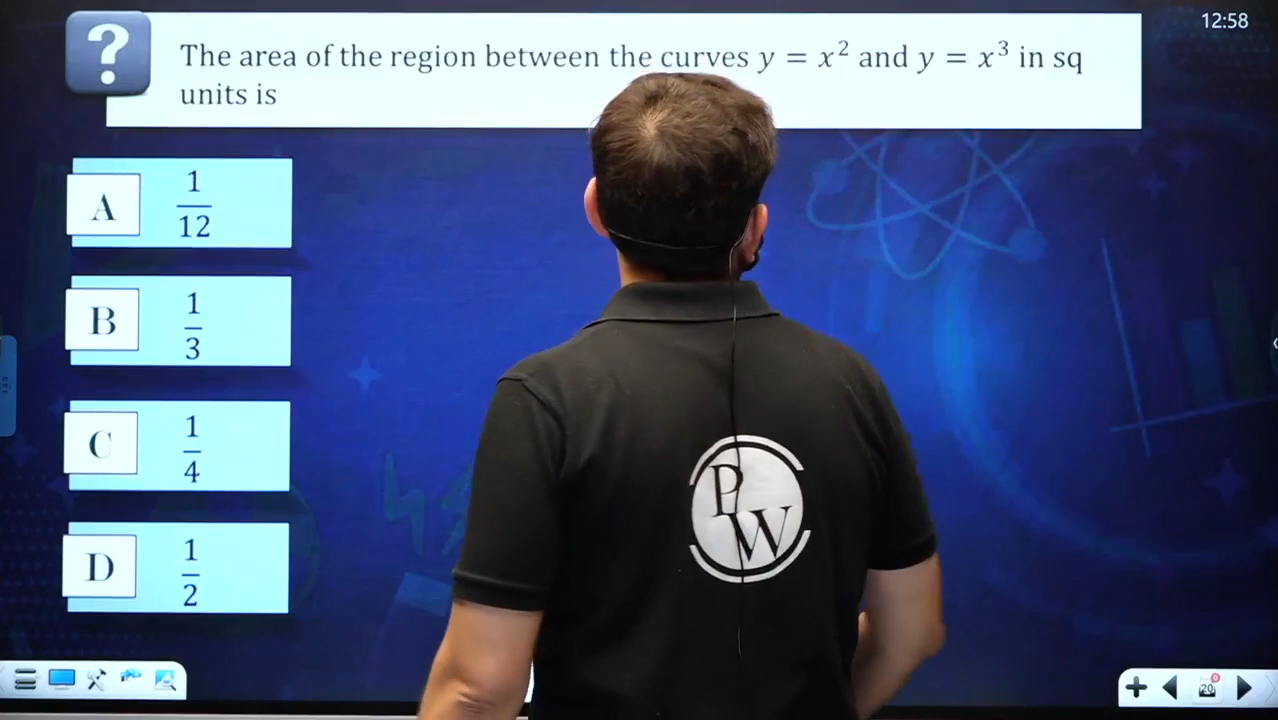 12:58
?
The area of the region between the curves y = x² and y = x³ in sq
units is
A 1/12
B 1/3
C 1/4
D 1/2
PW
20